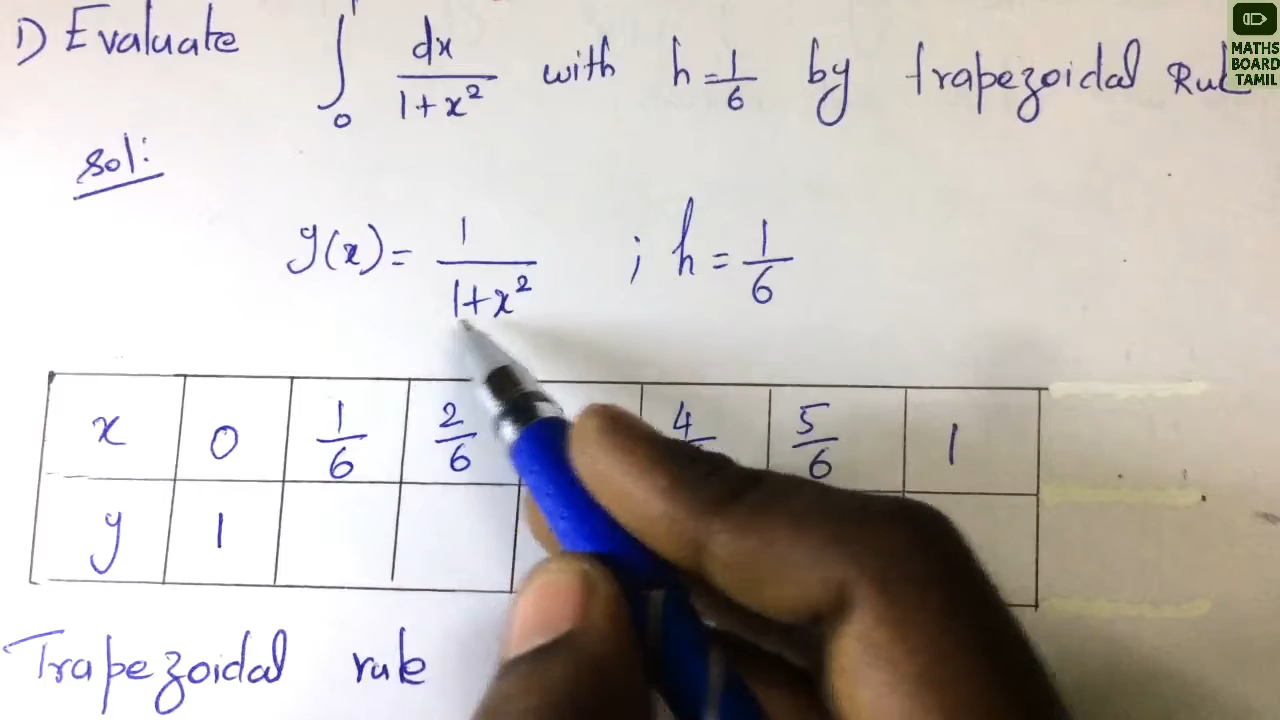 1) Evaluate ∫₀¹ dx/(1+x²) with h=1/6 by trapezoidal Rule
MATHS
BOARD
TAMIL
sol:
y(x) = 1/(1+x²) ; h = 1/6
x 0 1/6 2/6 4/ 5/6 1
y 1
Trapezoidal rule